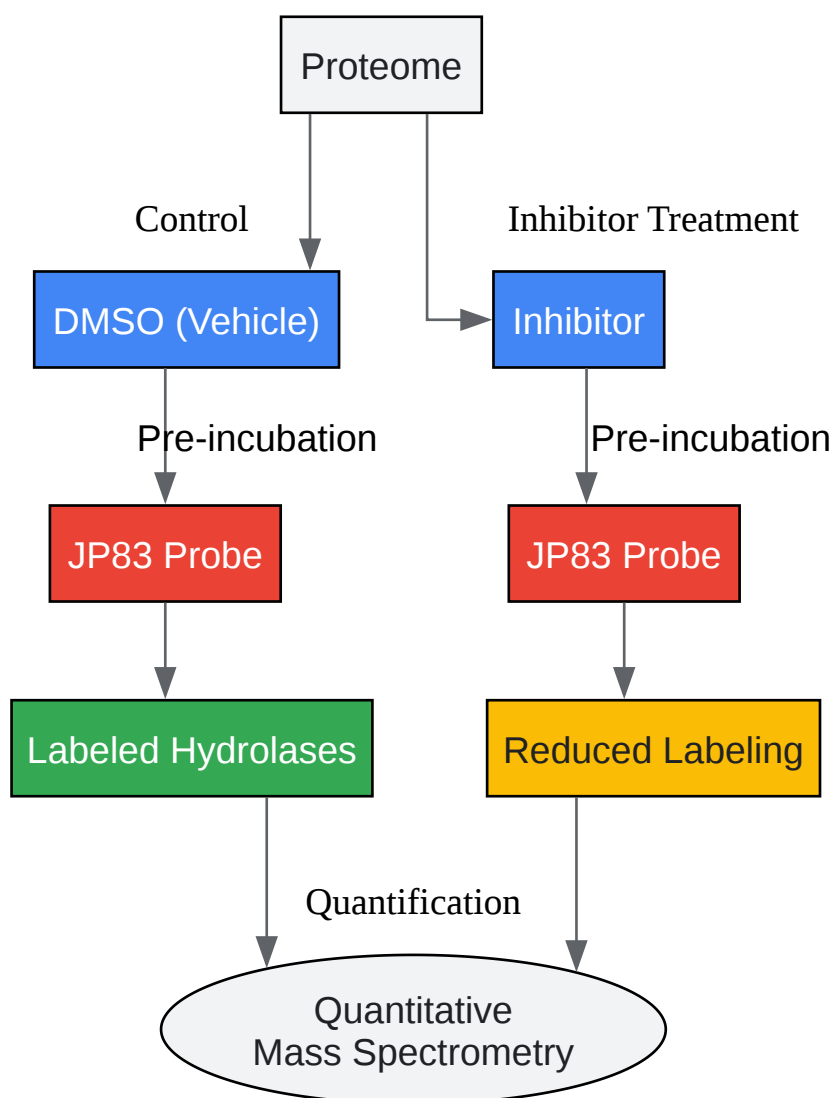 Proteome
Control
Inhibitor Treatment
DMSO (Vehicle)
Inhibitor
Pre-incubation
Pre-incubation
JP83 Probe
JP83 Probe
Labeled Hydrolases
Reduced Labeling
Quantification
Quantitative
Mass Spectrometry